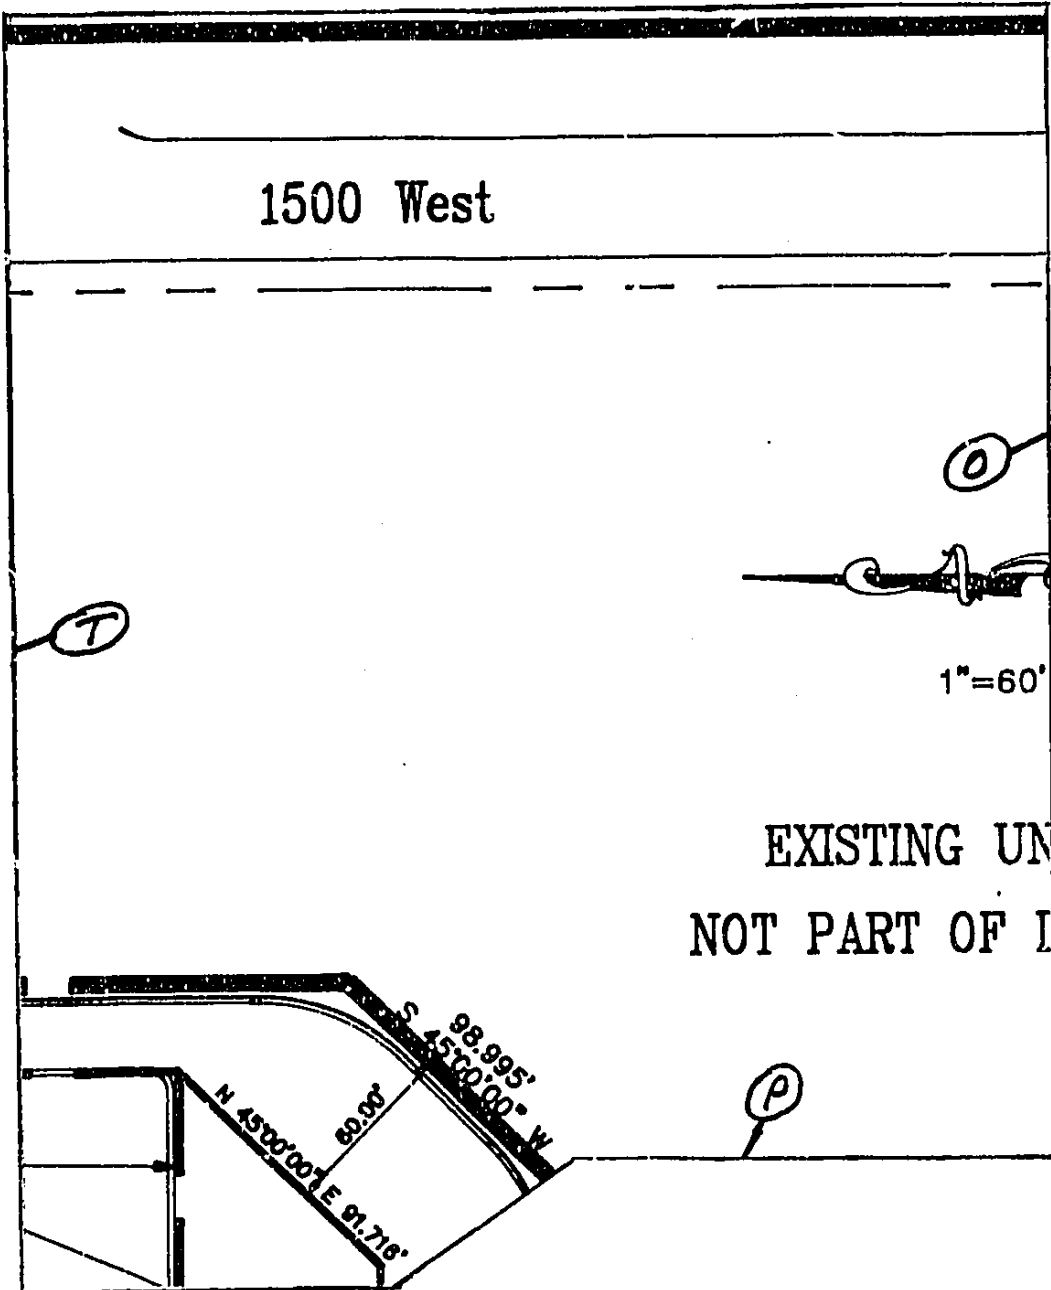 1500 West
O
T
1"=60'
EXISTING UN
NOT PART OF
P
98.995'
S 45°00'00" W
60.00'
N 45°00'00" E 91.716'